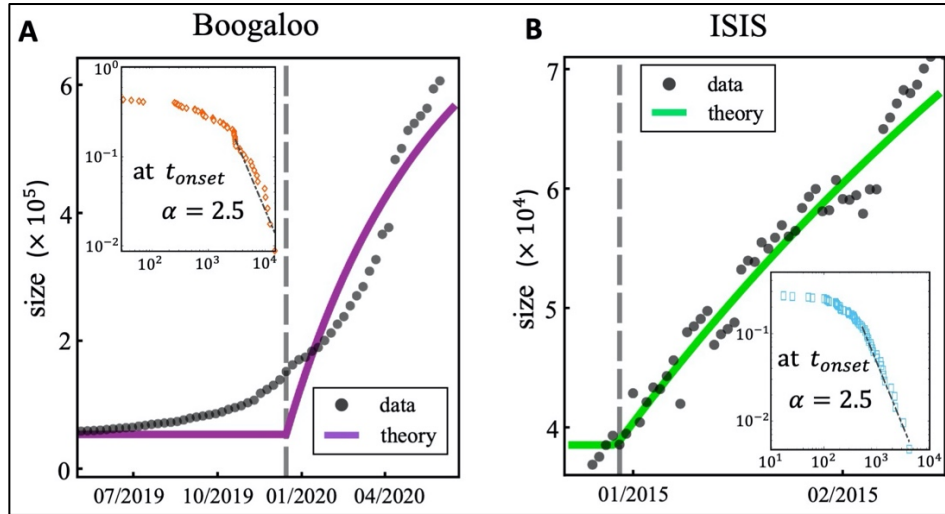 A
Boogaloo
size (× 10⁵)
6
4
2
0
07/2019
10/2019
01/2020
04/2020
10⁰
10⁻¹
10⁻²
10²
10³
10⁴
at t_onset
α = 2.5
data
theory
B
ISIS
size (× 10⁴)
7
6
5
4
01/2015
02/2015
data
theory
10⁻¹
10⁻²
10¹
10²
10³
10⁴
at t_onset
α = 2.5